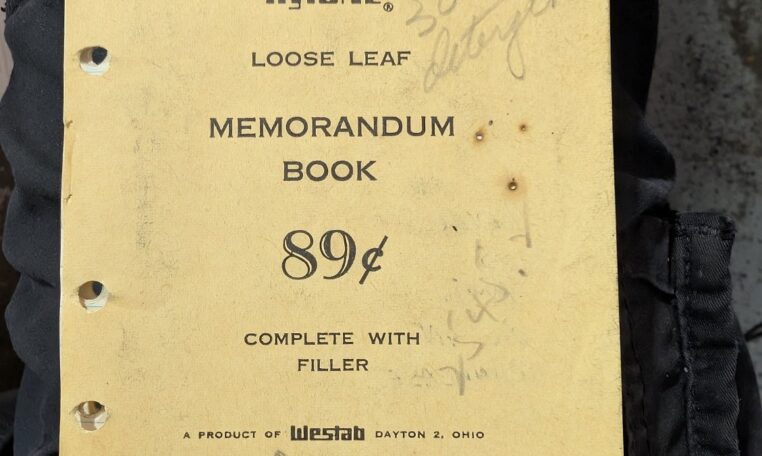 LOOSE LEAF
MEMORANDUM
BOOK
89¢
COMPLETE WITH
FILLER
A PRODUCT OF Westab DAYTON 2, OHIO